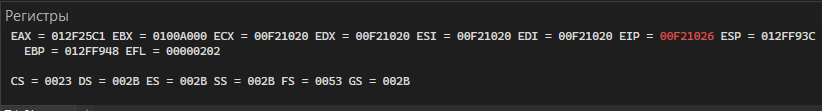 Регистры
EAX = 012F25C1 EBX = 0100A000 ECX = 00F21020 EDX = 00F21020 ESI = 00F21020 EDI = 00F21020 EIP = 00F21026 ESP = 012FF93C
EBP = 012FF948 EFL = 00000202
CS = 0023 DS = 002B ES = 002B SS = 002B FS = 0053 GS = 002B